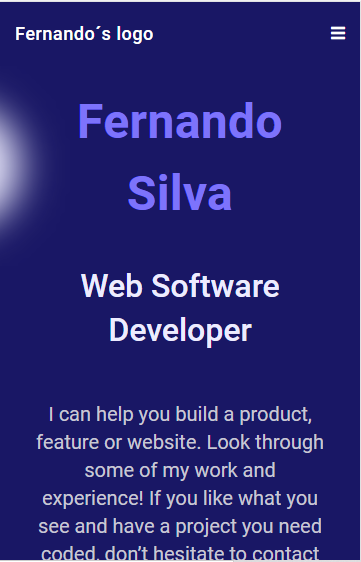 Fernando´s logo
Fernando
Silva
Web Software
Developer
I can help you build a product,
feature or website. Look through
some of my work and
experience! If you like what you
see and have a project you need
coded, don’t hesitate to contact